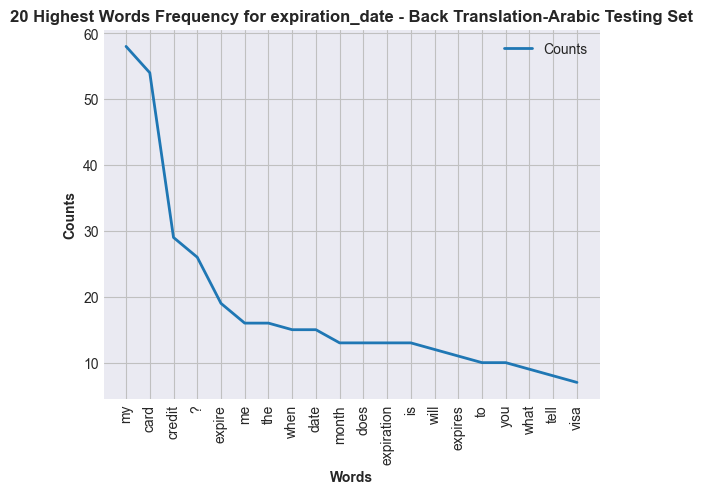 20 Highest Words Frequency for expiration_date - Back Translation-Arabic Testing Set
Counts
60
50
40
30
20
10
Counts
my
card
credit
?
expire
me
the
when
date
month
does
expiration
is
will
expires
to
you
what
tell
visa
Words